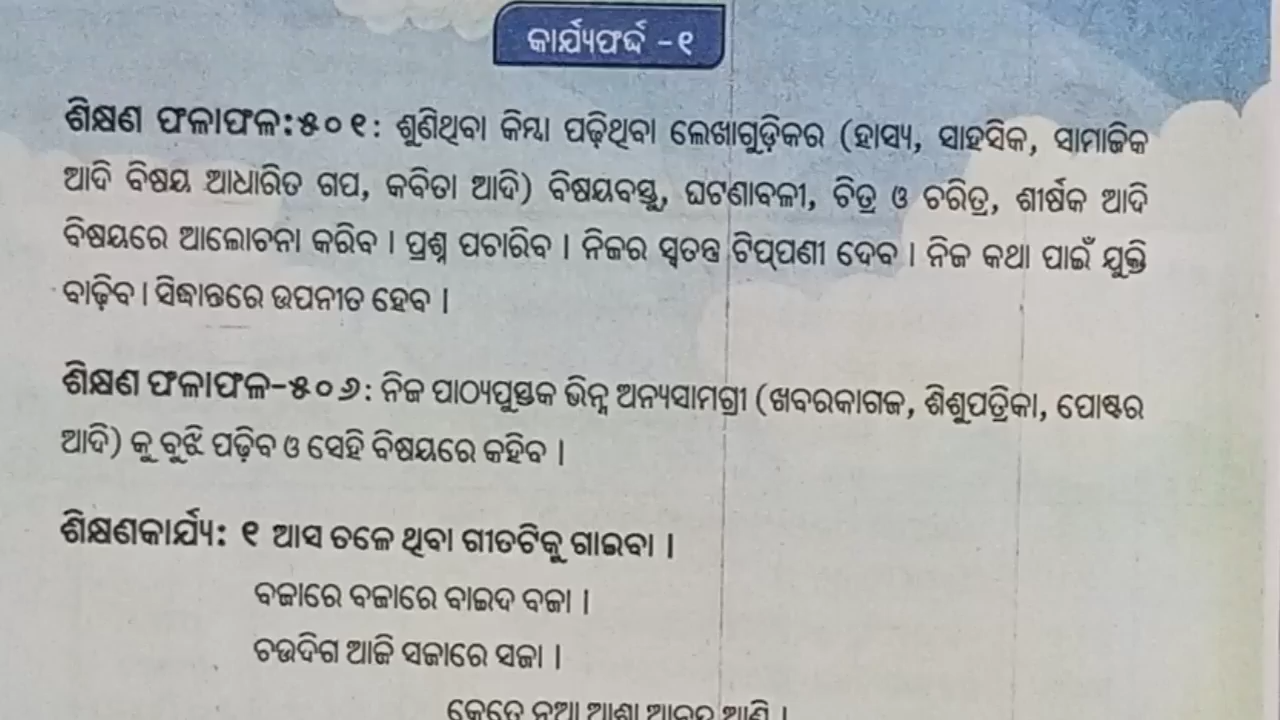 କାର୍ଯ୍ୟଫର୍ଦ୍ଦ -୧
ଶିକ୍ଷଣ ଫଳାଫଳ:୫୦୧: ଶୁଣିଥିବା କିମ୍ବା ପଢ଼ିଥିବା ଲେଖାଗୁଡ଼ିକର (ହାସ୍ୟ, ସାହସିକ, ସାମାଜିକ
ଆଦି ବିଷୟ ଆଧାରିତ ଗପ, କବିତା ଆଦି) ବିଷୟବସ୍ତୁ, ଘଟଣାବଳୀ, ଚିତ୍ର ଓ ଚରିତ୍ର, ଶୀର୍ଷକ ଆଦି
ବିଷୟରେ ଆଲୋଚନା କରିବ । ପ୍ରଶ୍ନ ପଚାରିବ । ନିଜର ସ୍ୱତନ୍ତ୍ର ଟିପ୍ପଣୀ ଦେବ । ନିଜ କଥା ପାଇଁ ଯୁକ୍ତି
ବାଢ଼ିବ । ସିଦ୍ଧାନ୍ତରେ ଉପନୀତ ହେବ ।
ଶିକ୍ଷଣ ଫଳାଫଳ-୫୦୬: ନିଜ ପାଠ୍ୟପୁସ୍ତକ ଭିନ୍ନ ଅନ୍ୟସାମଗ୍ରୀ (ଖବରକାଗଜ, ଶିଶୁପତ୍ରିକା, ପୋଷ୍ଟର
ଆଦି) କୁ ବୁଝି ପଢ଼ିବ ଓ ସେହି ବିଷୟରେ କହିବ ।
ଶିକ୍ଷଣକାର୍ଯ୍ୟ: ୧ ଆସ ତଳେ ଥିବା ଗୀତଟିକୁ ଗାଇବା ।
ବଜାରେ ବଜାରେ ବାଇଦ ବଜା ।
ଚଉଦିଗ ଆଜି ସଜାରେ ସଜା ।
କେତେ ନୂଆ ଆଶା ଆନନ୍ଦ ଆଣି ।